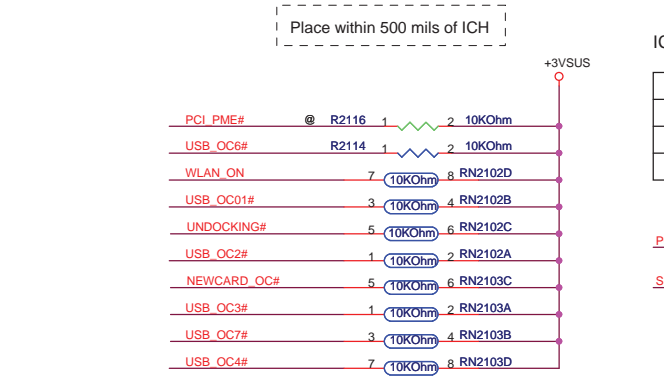 Place within 500 mils of ICH
IC
+3VSUS
PCI_PME# @ R2116 1 2 10KOhm
USB_OC6# R2114 1 2 10KOhm
WLAN_ON 7 10KOhm 8 RN2102D
USB_OC01# 3 10KOhm 4 RN2102B
UNDOCKING# 5 10KOhm 6 RN2102C
P
USB_OC2# 1 10KOhm 2 RN2102A
NEWCARD_OC# 5 10KOhm 6 RN2103C
S
USB_OC3# 1 10KOhm 2 RN2103A
USB_OC7# 3 10KOhm 4 RN2103B
USB_OC4# 7 10KOhm 8 RN2103D